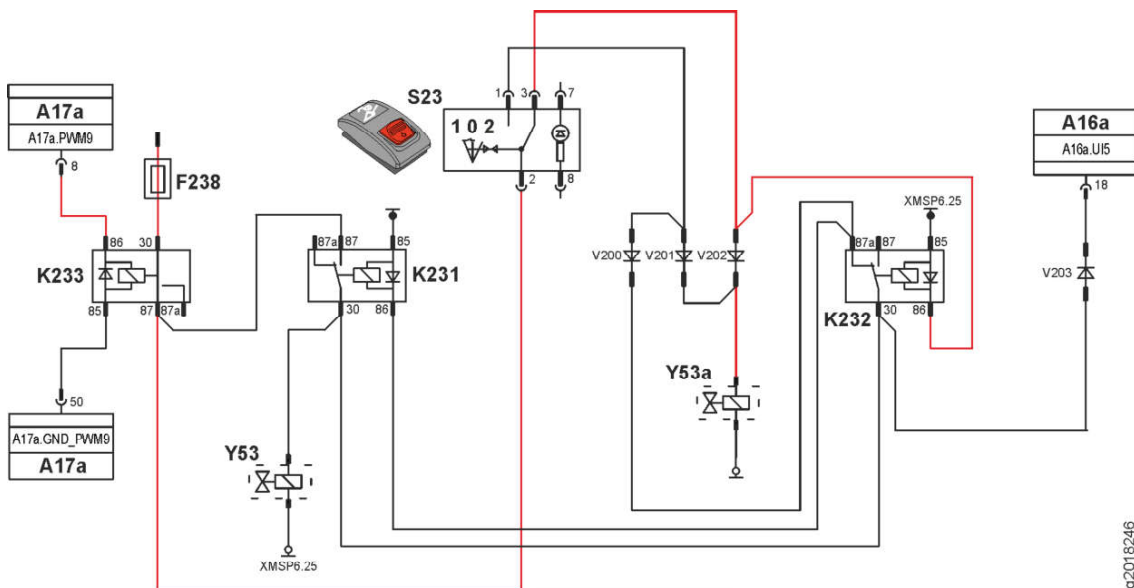 A17a
A17a.PWM9
8
F238
86
30
K233
85
87
87a
50
A17a.GND_PWM9
A17a
87a
87
85
K231
30
86
Y53
XMSP6.25
S23
1
3
7
1 0 2
2
8
V200
V201
V202
Y53a
XMSP6.25
87a
87
85
K232
30
86
A16a
A16a.UI5
18
V203
g2018246